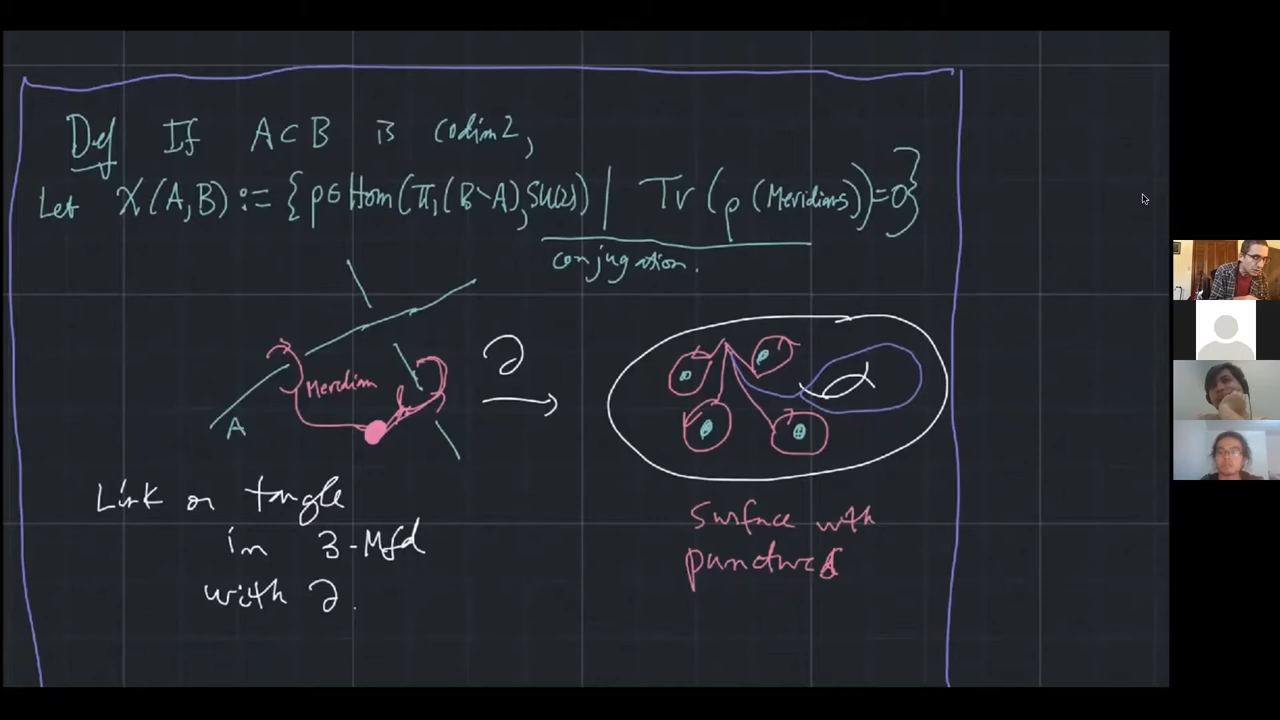 Def If A⊂B is codim 2,
Let χ(A,B) := {ρ∈Hom(π₁(B∖A), SU(2)) | Tr(ρ(Meridians))=0}
conjugation.
∂
Meridian
A
Link or tangle
in 3-Mfd
with ∂.
Surface with
punctures